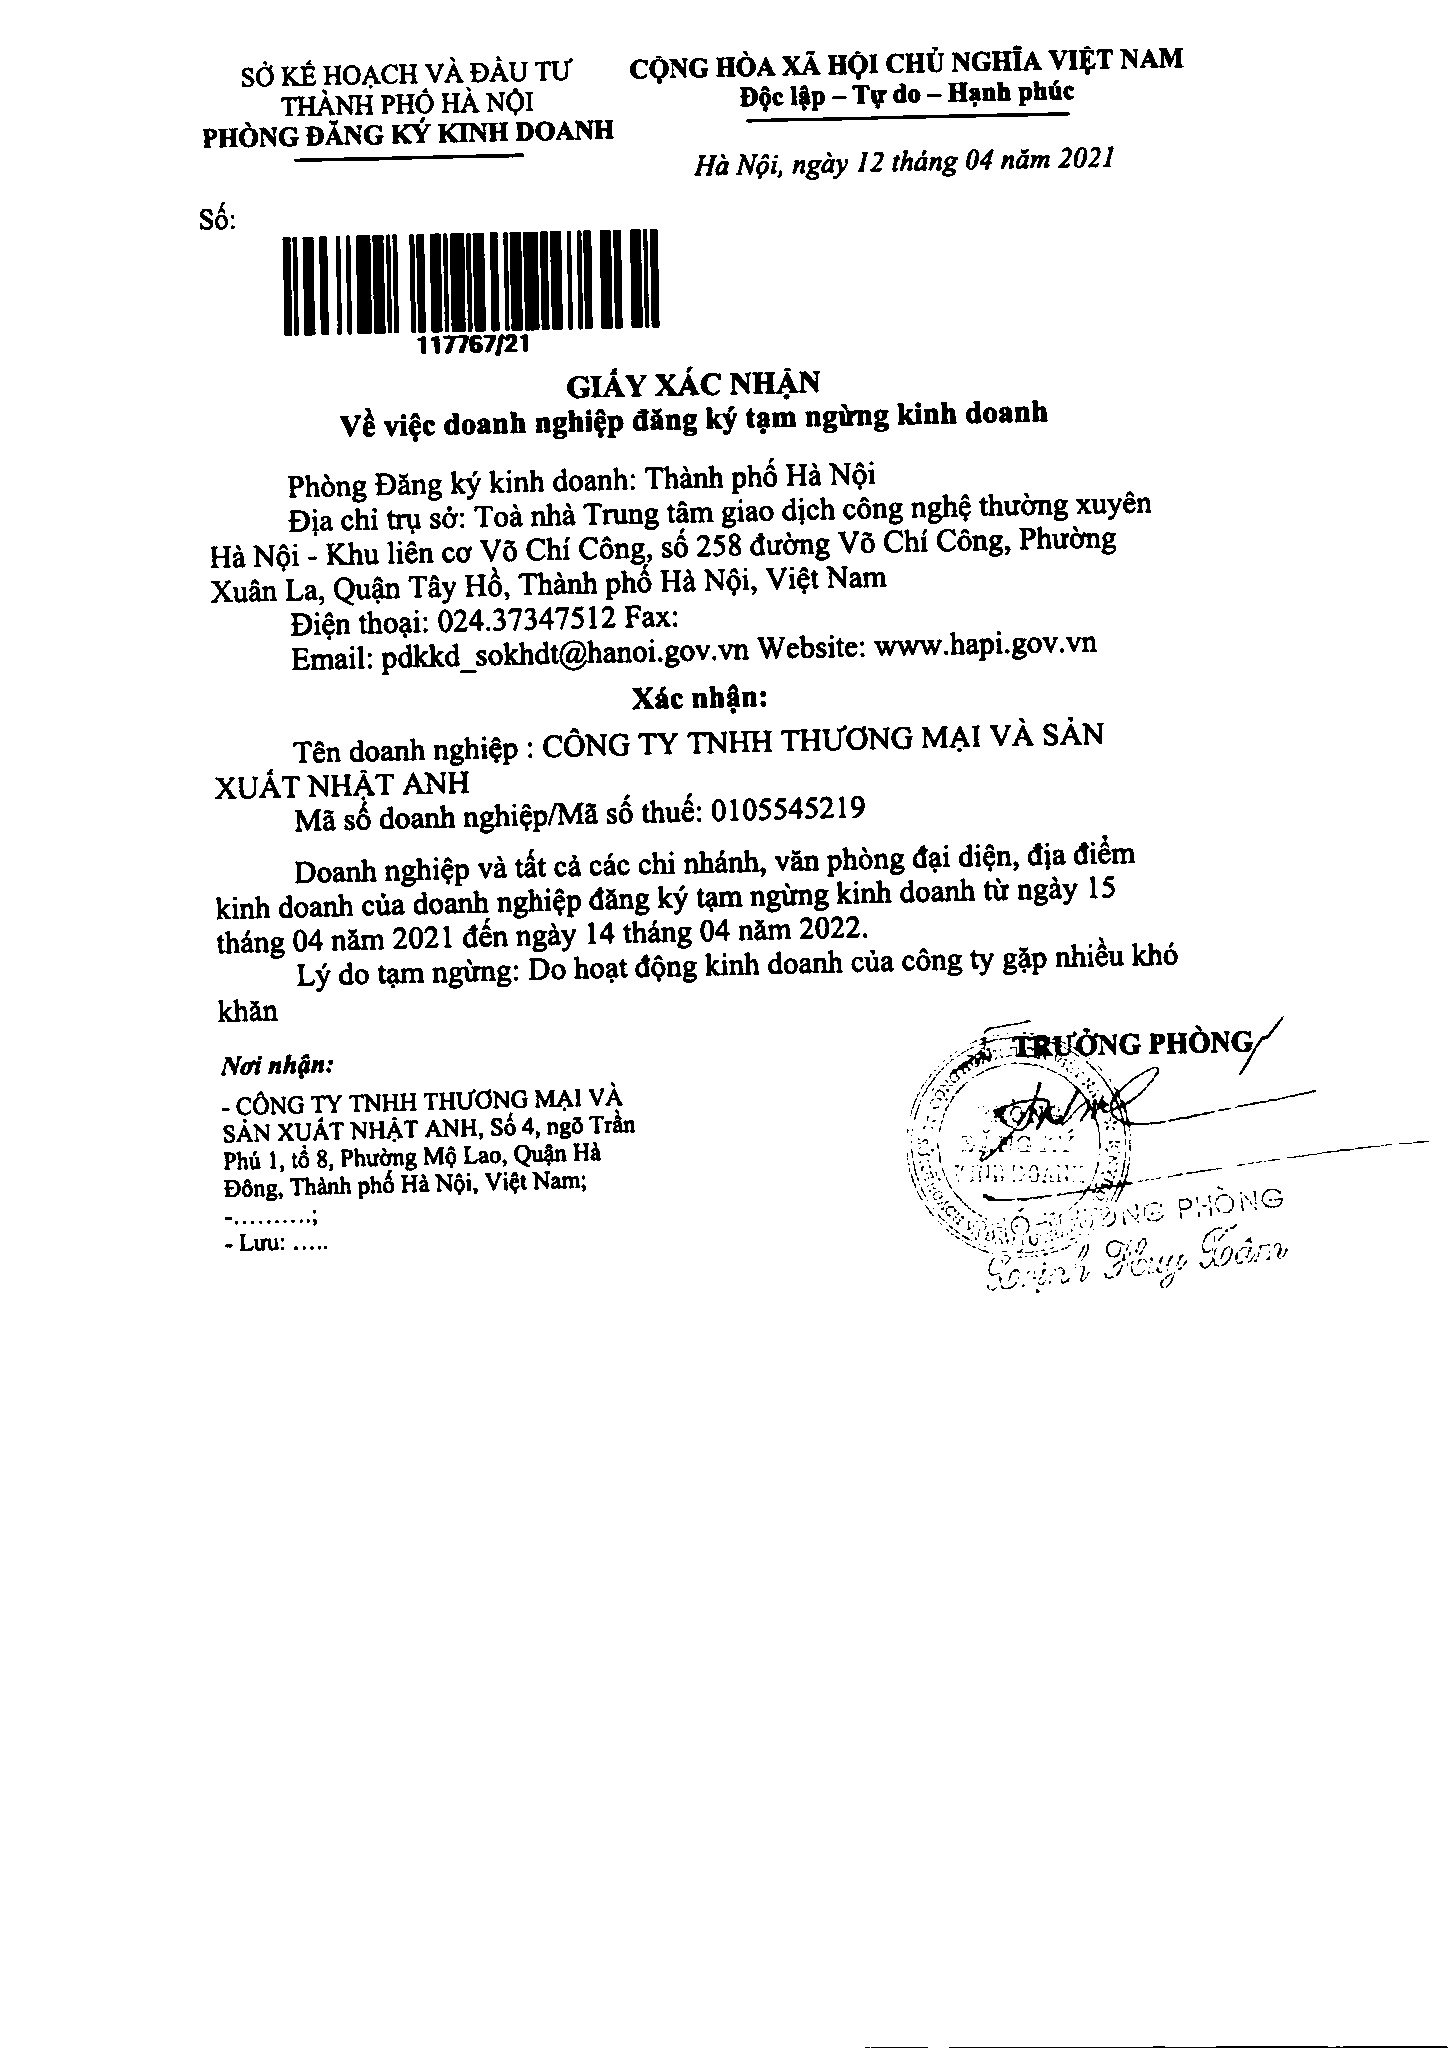 SỞ KẾ HOẠCH VÀ ĐẦU TƯ
THÀNH PHỐ HÀ NỘI
PHÒNG ĐĂNG KÝ KINH DOANH
CỘNG HÒA XÃ HỘI CHỦ NGHĨA VIỆT NAM
Độc lập – Tự do – Hạnh phúc
Hà Nội, ngày 12 tháng 04 năm 2021
Số:
117767/21
GIẤY XÁC NHẬN
Về việc doanh nghiệp đăng ký tạm ngừng kinh doanh
Phòng Đăng ký kinh doanh: Thành phố Hà Nội
Địa chỉ trụ sở: Toà nhà Trung tâm giao dịch công nghệ thường xuyên
Hà Nội - Khu liên cơ Võ Chí Công, số 258 đường Võ Chí Công, Phường
Xuân La, Quận Tây Hồ, Thành phố Hà Nội, Việt Nam
Điện thoại: 024.37347512 Fax:
Email: pdkkd_sokhdt@hanoi.gov.vn Website: www.hapi.gov.vn
Xác nhận:
Tên doanh nghiệp : CÔNG TY TNHH THƯƠNG MẠI VÀ SẢN
XUẤT NHẬT ANH
Mã số doanh nghiệp/Mã số thuế: 0105545219
Doanh nghiệp và tất cả các chi nhánh, văn phòng đại diện, địa điểm
kinh doanh của doanh nghiệp đăng ký tạm ngừng kinh doanh từ ngày 15
tháng 04 năm 2021 đến ngày 14 tháng 04 năm 2022.
Lý do tạm ngừng: Do hoạt động kinh doanh của công ty gặp nhiều khó
khăn
Nơi nhận:
- CÔNG TY TNHH THƯƠNG MẠI VÀ
SẢN XUẤT NHẬT ANH, Số 4, ngõ Trần
Phú 1, tổ 8, Phường Mộ Lao, Quận Hà
Đông, Thành phố Hà Nội, Việt Nam;
-..........;
- Lưu: .....
TRƯỞNG PHÒNG
PHÒNG
ĐĂNG KÝ
KINH DOANH
PHÓ TRƯỞNG PHÒNG
Trịnh Huy Tâm